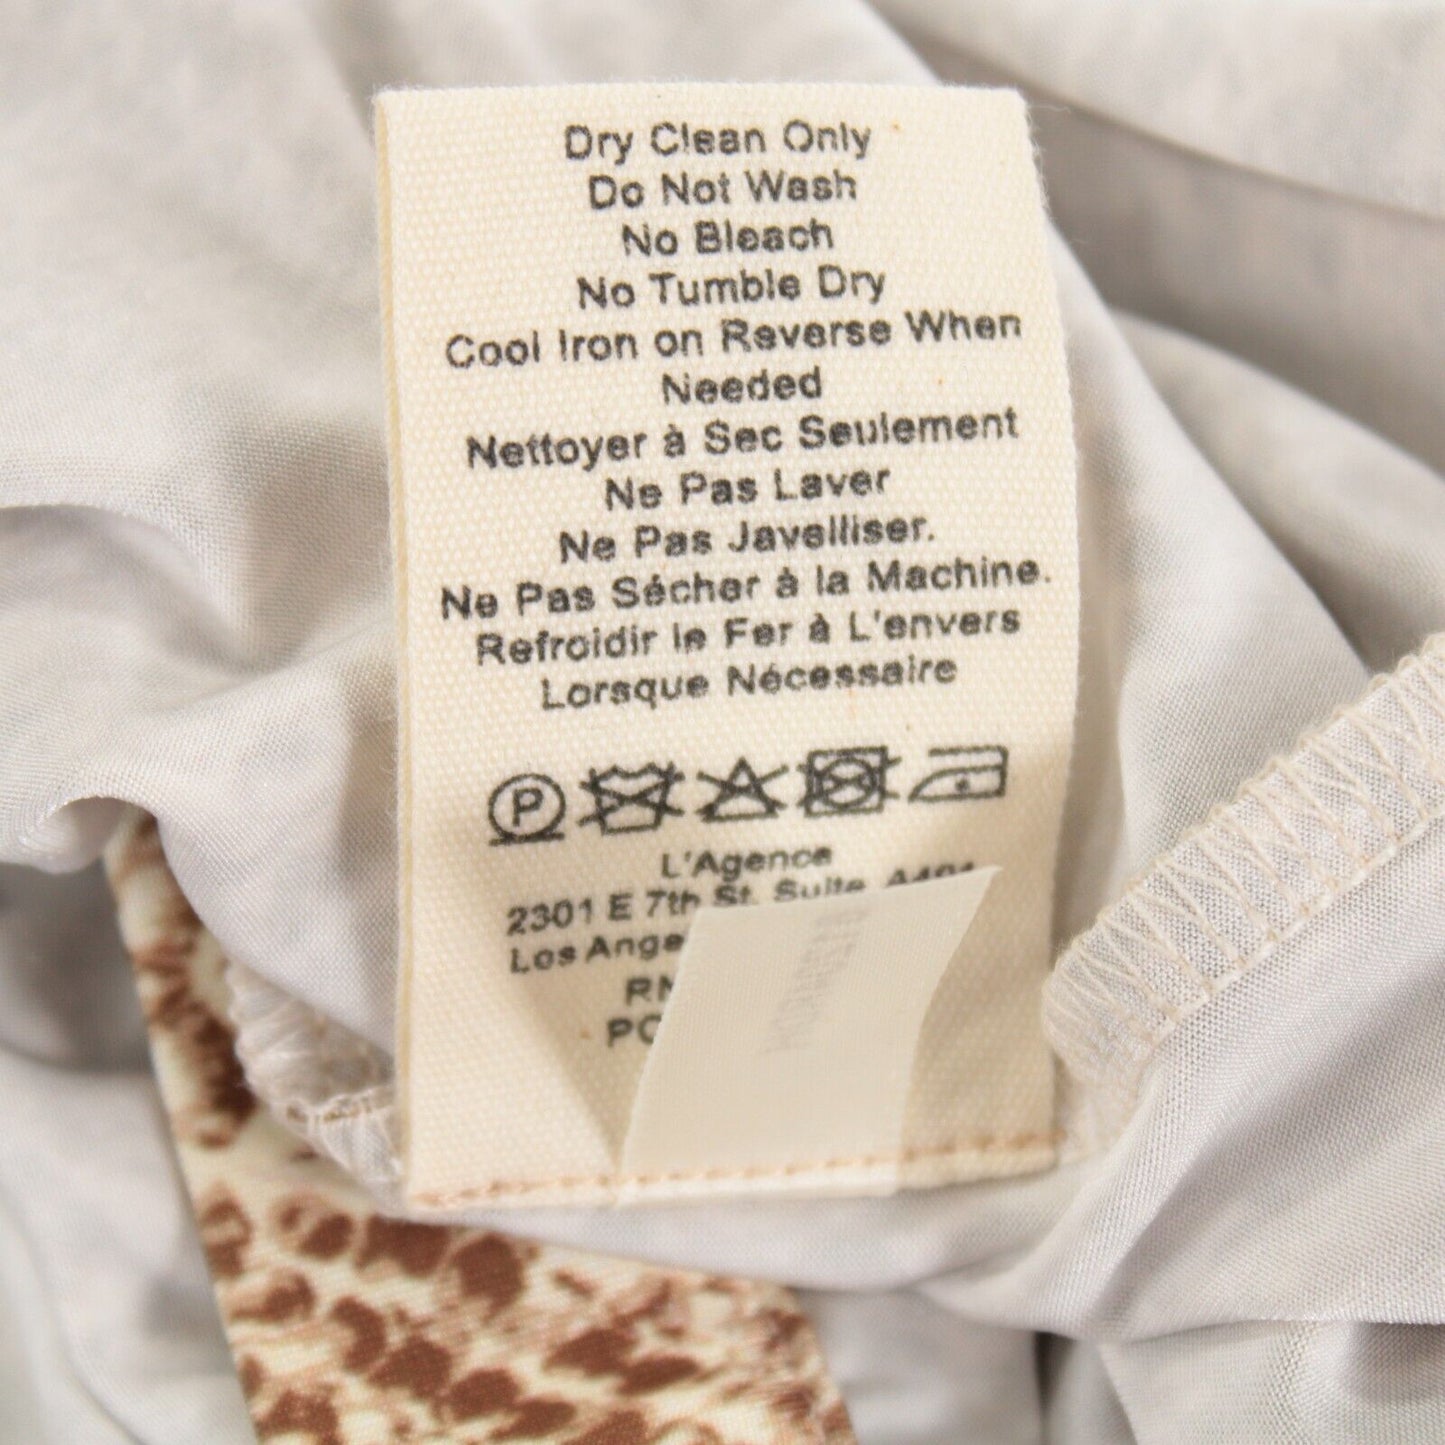 Dry Clean Only
Do Not Wash
No Bleach
No Tumble Dry
Cool Iron on Reverse When
Needed
Nettoyer à Sec Seulement
Ne Pas Laver
Ne Pas Javelliser.
Ne Pas Sécher à la Machine.
Refroidir le Fer à L'envers
Lorsque Nécessaire
P
L'Agence
2301 E 7th St, Suite
Los